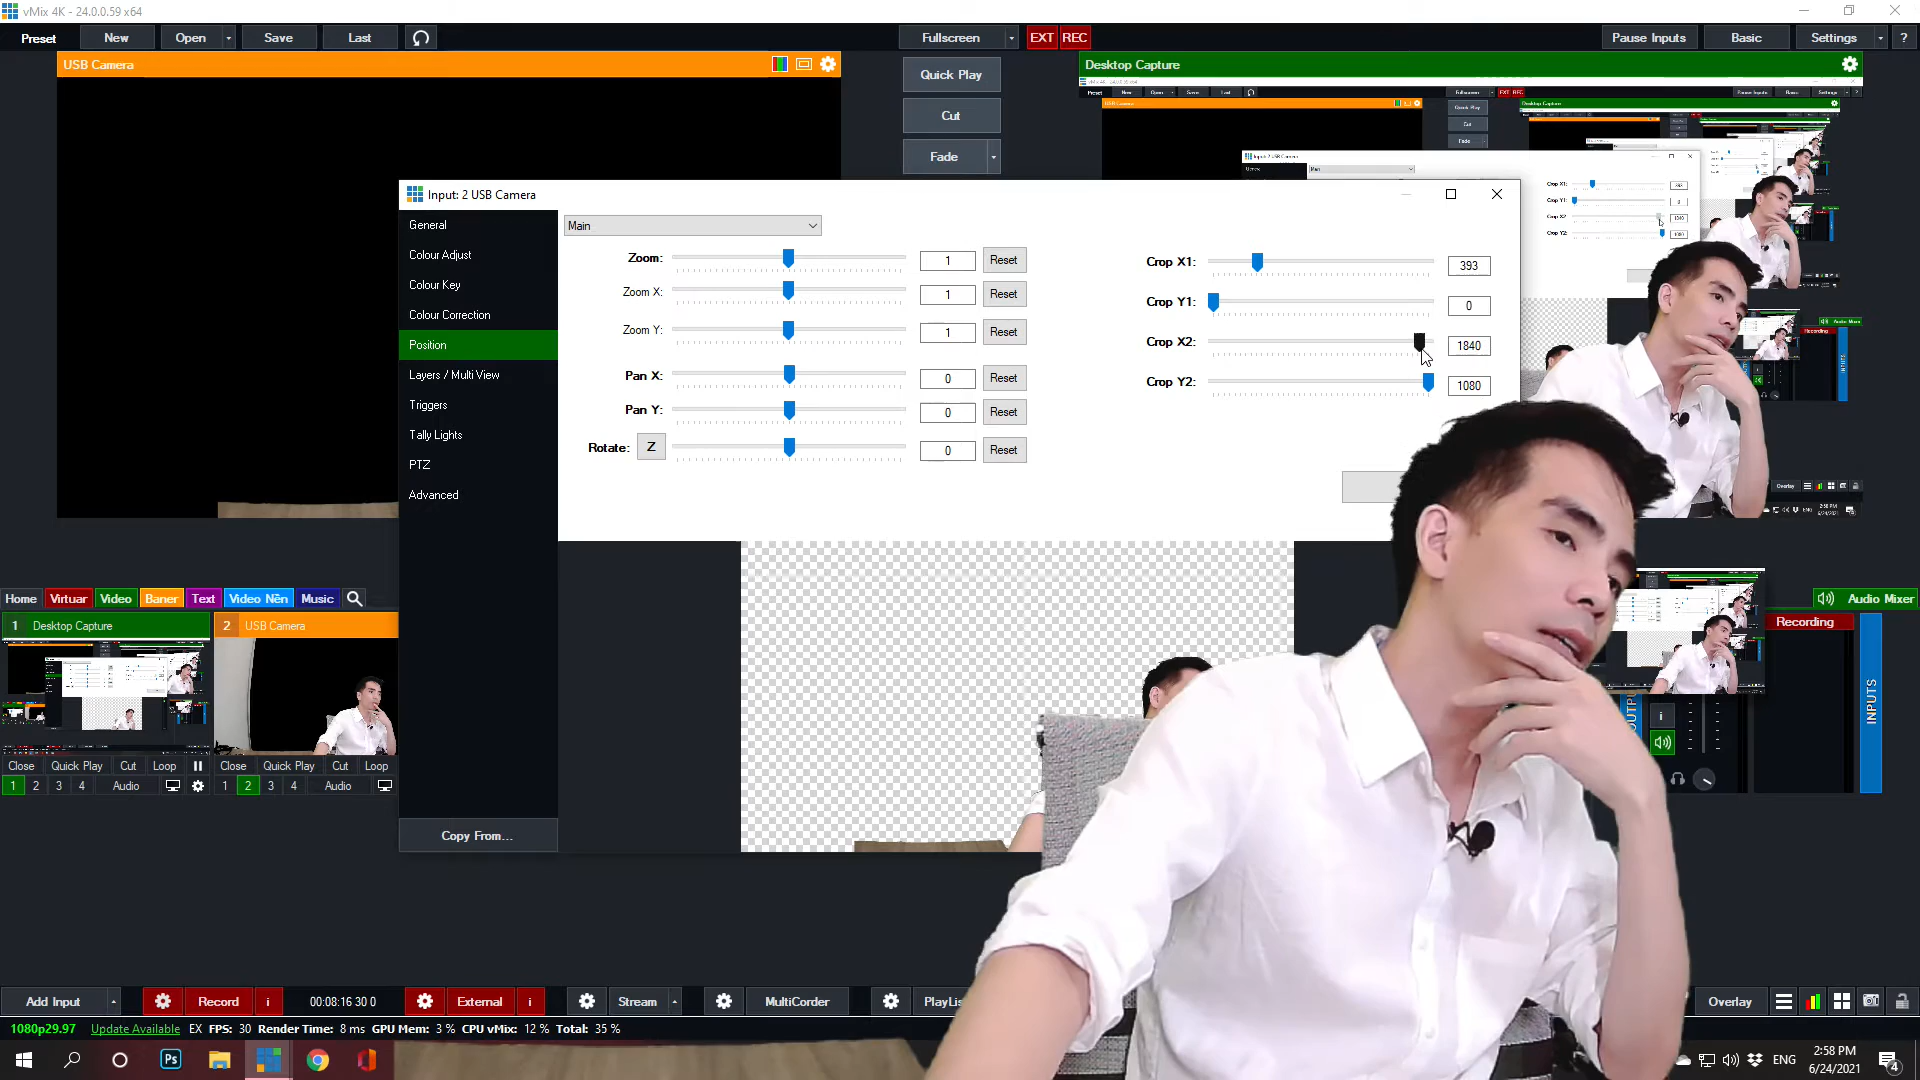 vMix 4K - 24.0.0.59 x64
Preset
New
Open
Save
Last
Fullscreen
EXT
REC
Pause Inputs
Basic
Settings
?
USB Camera
Quick Play
Cut
Fade
Desktop Capture
Input: 2 USB Camera
General
Colour Adjust
Colour Key
Colour Correction
Position
Layers / Multi View
Triggers
Tally Lights
PTZ
Advanced
Copy From...
Main
Zoom: 1 Reset
Zoom X: 1 Reset
Zoom Y: 1 Reset
Pan X: 0 Reset
Pan Y: 0 Reset
Rotate: Z 0 Reset
Crop X1: 393
Crop Y1: 0
Crop X2: 1840
Crop Y2: 1080
Home
Virtuar
Video
Baner
Text
Video Nền
Music
1 Desktop Capture
2 USB Camera
Close Quick Play Cut Loop
1 2 3 4 Audio
Close Quick Play Cut Loop
1 2 3 4 Audio
Audio Mixer
Recording
INPUTS
Add Input
Record
i
00:08:16 30 0
External
i
Stream
MultiCorder
Overlay
1080p29.97 Update Available EX FPS: 30 Render Time: 8 ms GPU Mem: 3 % CPU vMix: 12 % Total: 35 %
Ps
ENG
2:58 PM
6/24/2021
4